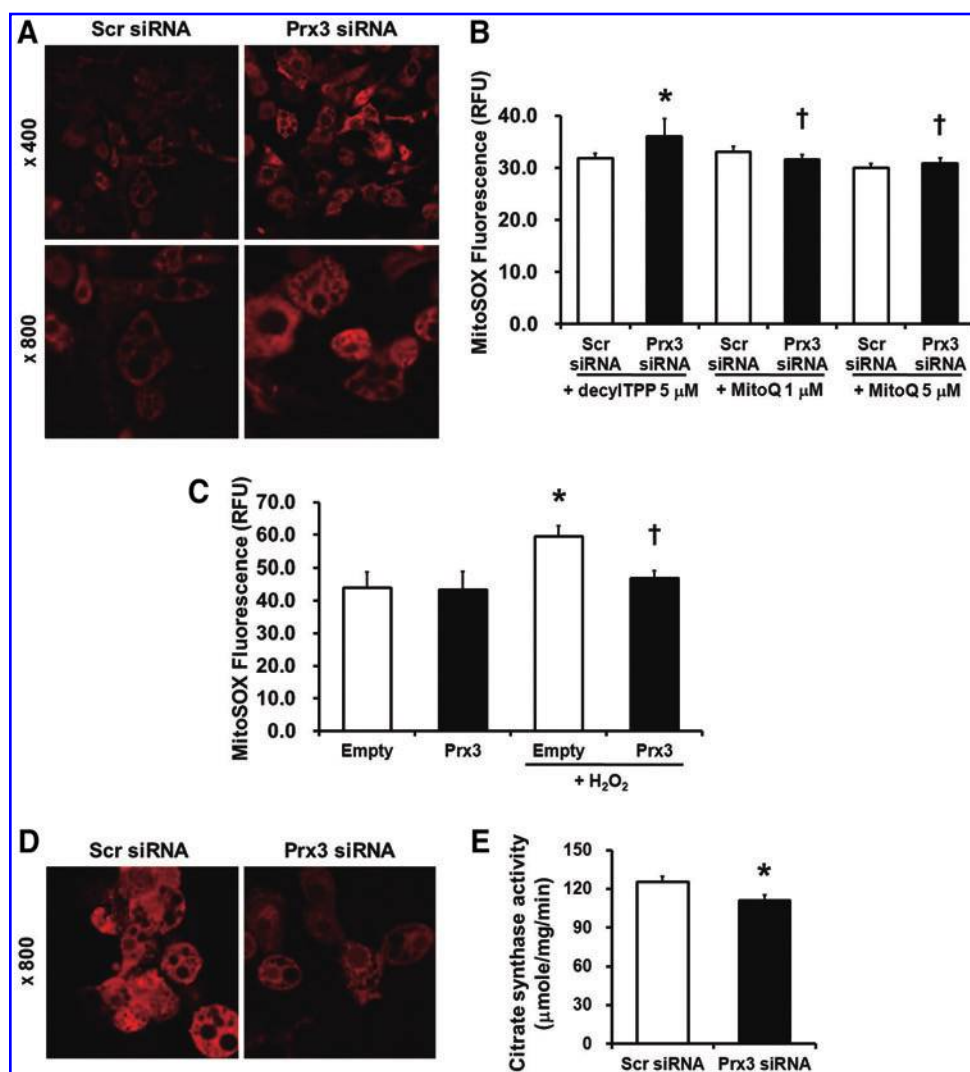 A
Scr siRNA Prx3 siRNA
x 400
x 800
B
MitoSOX Fluorescence (RFU)
40.0
30.0
20.0
10.0
0.0
* † †
Scr siRNA Prx3 siRNA Scr siRNA Prx3 siRNA Scr siRNA Prx3 siRNA
+ decylTPP 5 μM + MitoQ 1 μM + MitoQ 5 μM
C
MitoSOX Fluorescence (RFU)
70.0
60.0
50.0
40.0
30.0
20.0
10.0
0.0
* †
Empty Prx3 Empty Prx3
+ H₂O₂
D
Scr siRNA Prx3 siRNA
x 800
E
Citrate synthase activity
(μmole/mg/min)
150
120
90
60
30
0
*
Scr siRNA Prx3 siRNA